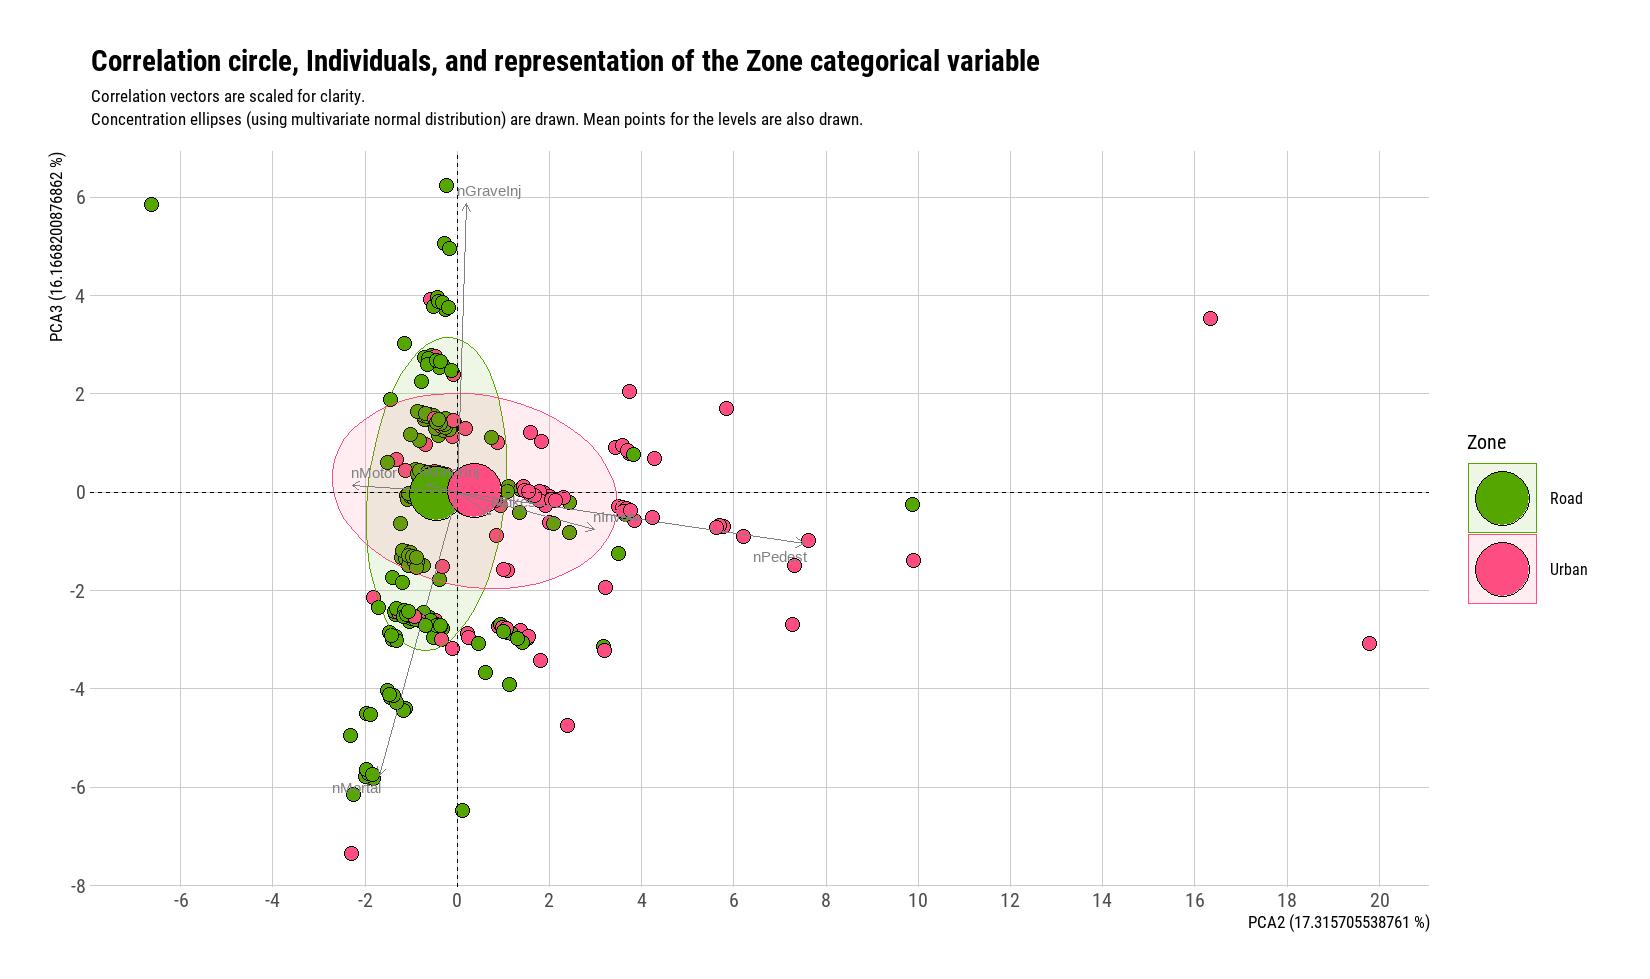 Correlation circle, Individuals, and representation of the Zone categorical variable
Correlation vectors are scaled for clarity.
Concentration ellipses (using multivariate normal distribution) are drawn. Mean points for the levels are also drawn.
PCA3 (16.1668200876862 %)
6
4
2
0
-2
-4
-6
-8
nGraveInj
nMotor
nPedest
nMortal
-6
-4
-2
0
2
4
6
8
10
12
14
16
18
20
PCA2 (17.315705538761 %)
Zone
Road
Urban